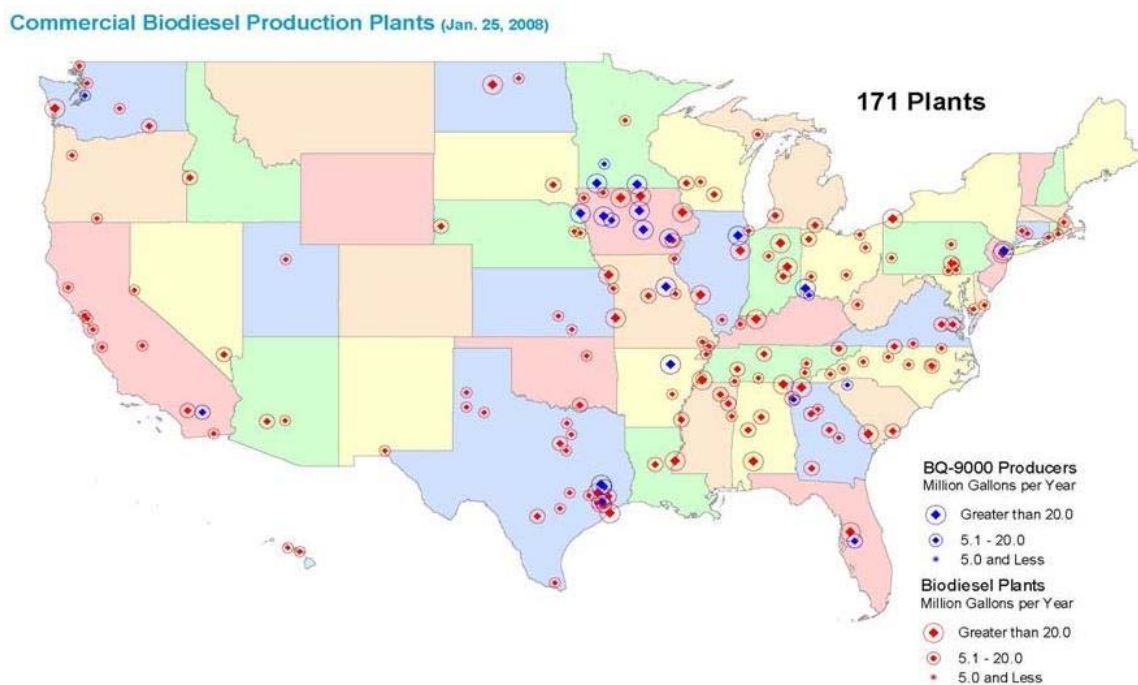 Commercial Biodiesel Production Plants (Jan. 25, 2008)
171 Plants
BQ-9000 Producers
Million Gallons per Year
Greater than 20.0
5.1 - 20.0
5.0 and Less
Biodiesel Plants
Million Gallons per Year
Greater than 20.0
5.1 - 20.0
5.0 and Less